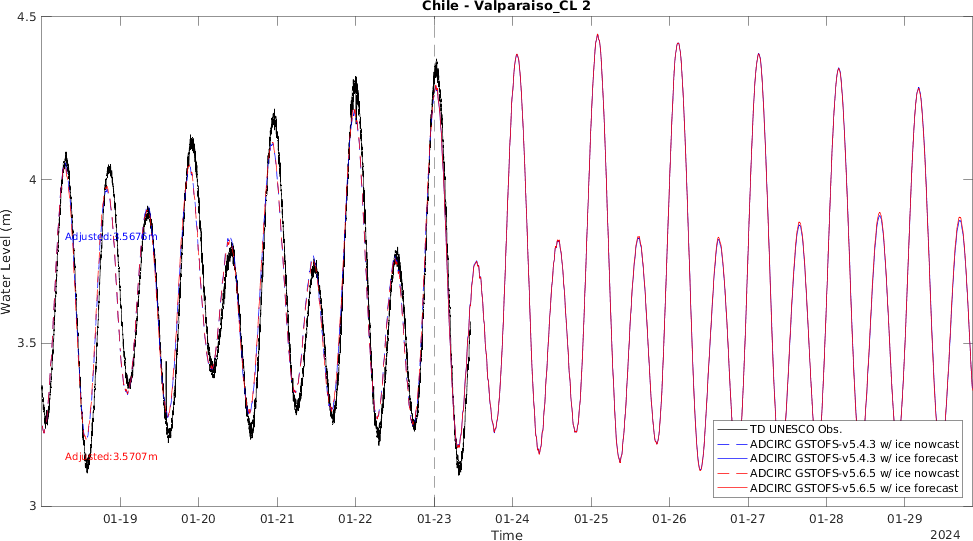 Chile - Valparaiso_CL 2
4.5
4
3.5
3
Water Level (m)
Adjusted:3.5676m
Adjusted:3.5707m
TD UNESCO Obs.
ADCIRC GSTOFS-v5.4.3 w/ ice nowcast
ADCIRC GSTOFS-v5.4.3 w/ ice forecast
ADCIRC GSTOFS-v5.6.5 w/ ice nowcast
ADCIRC GSTOFS-v5.6.5 w/ ice forecast
01-19 01-20 01-21 01-22 01-23 01-24 01-25 01-26 01-27 01-28 01-29
Time
2024